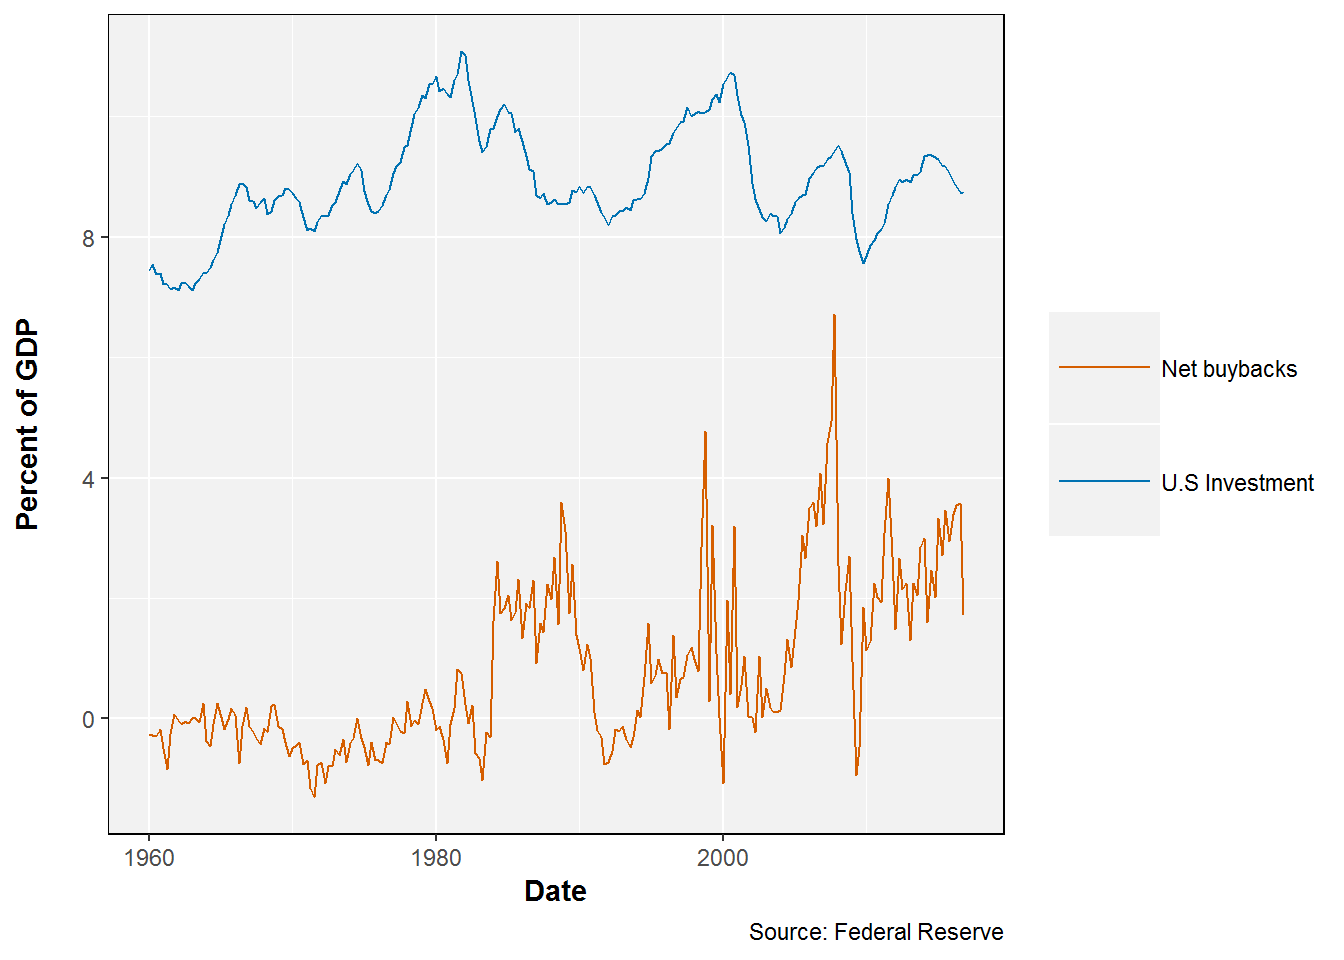 Percent of GDP
8
4
0
1960
1980
2000
Date
Net buybacks
U.S Investment
Source: Federal Reserve